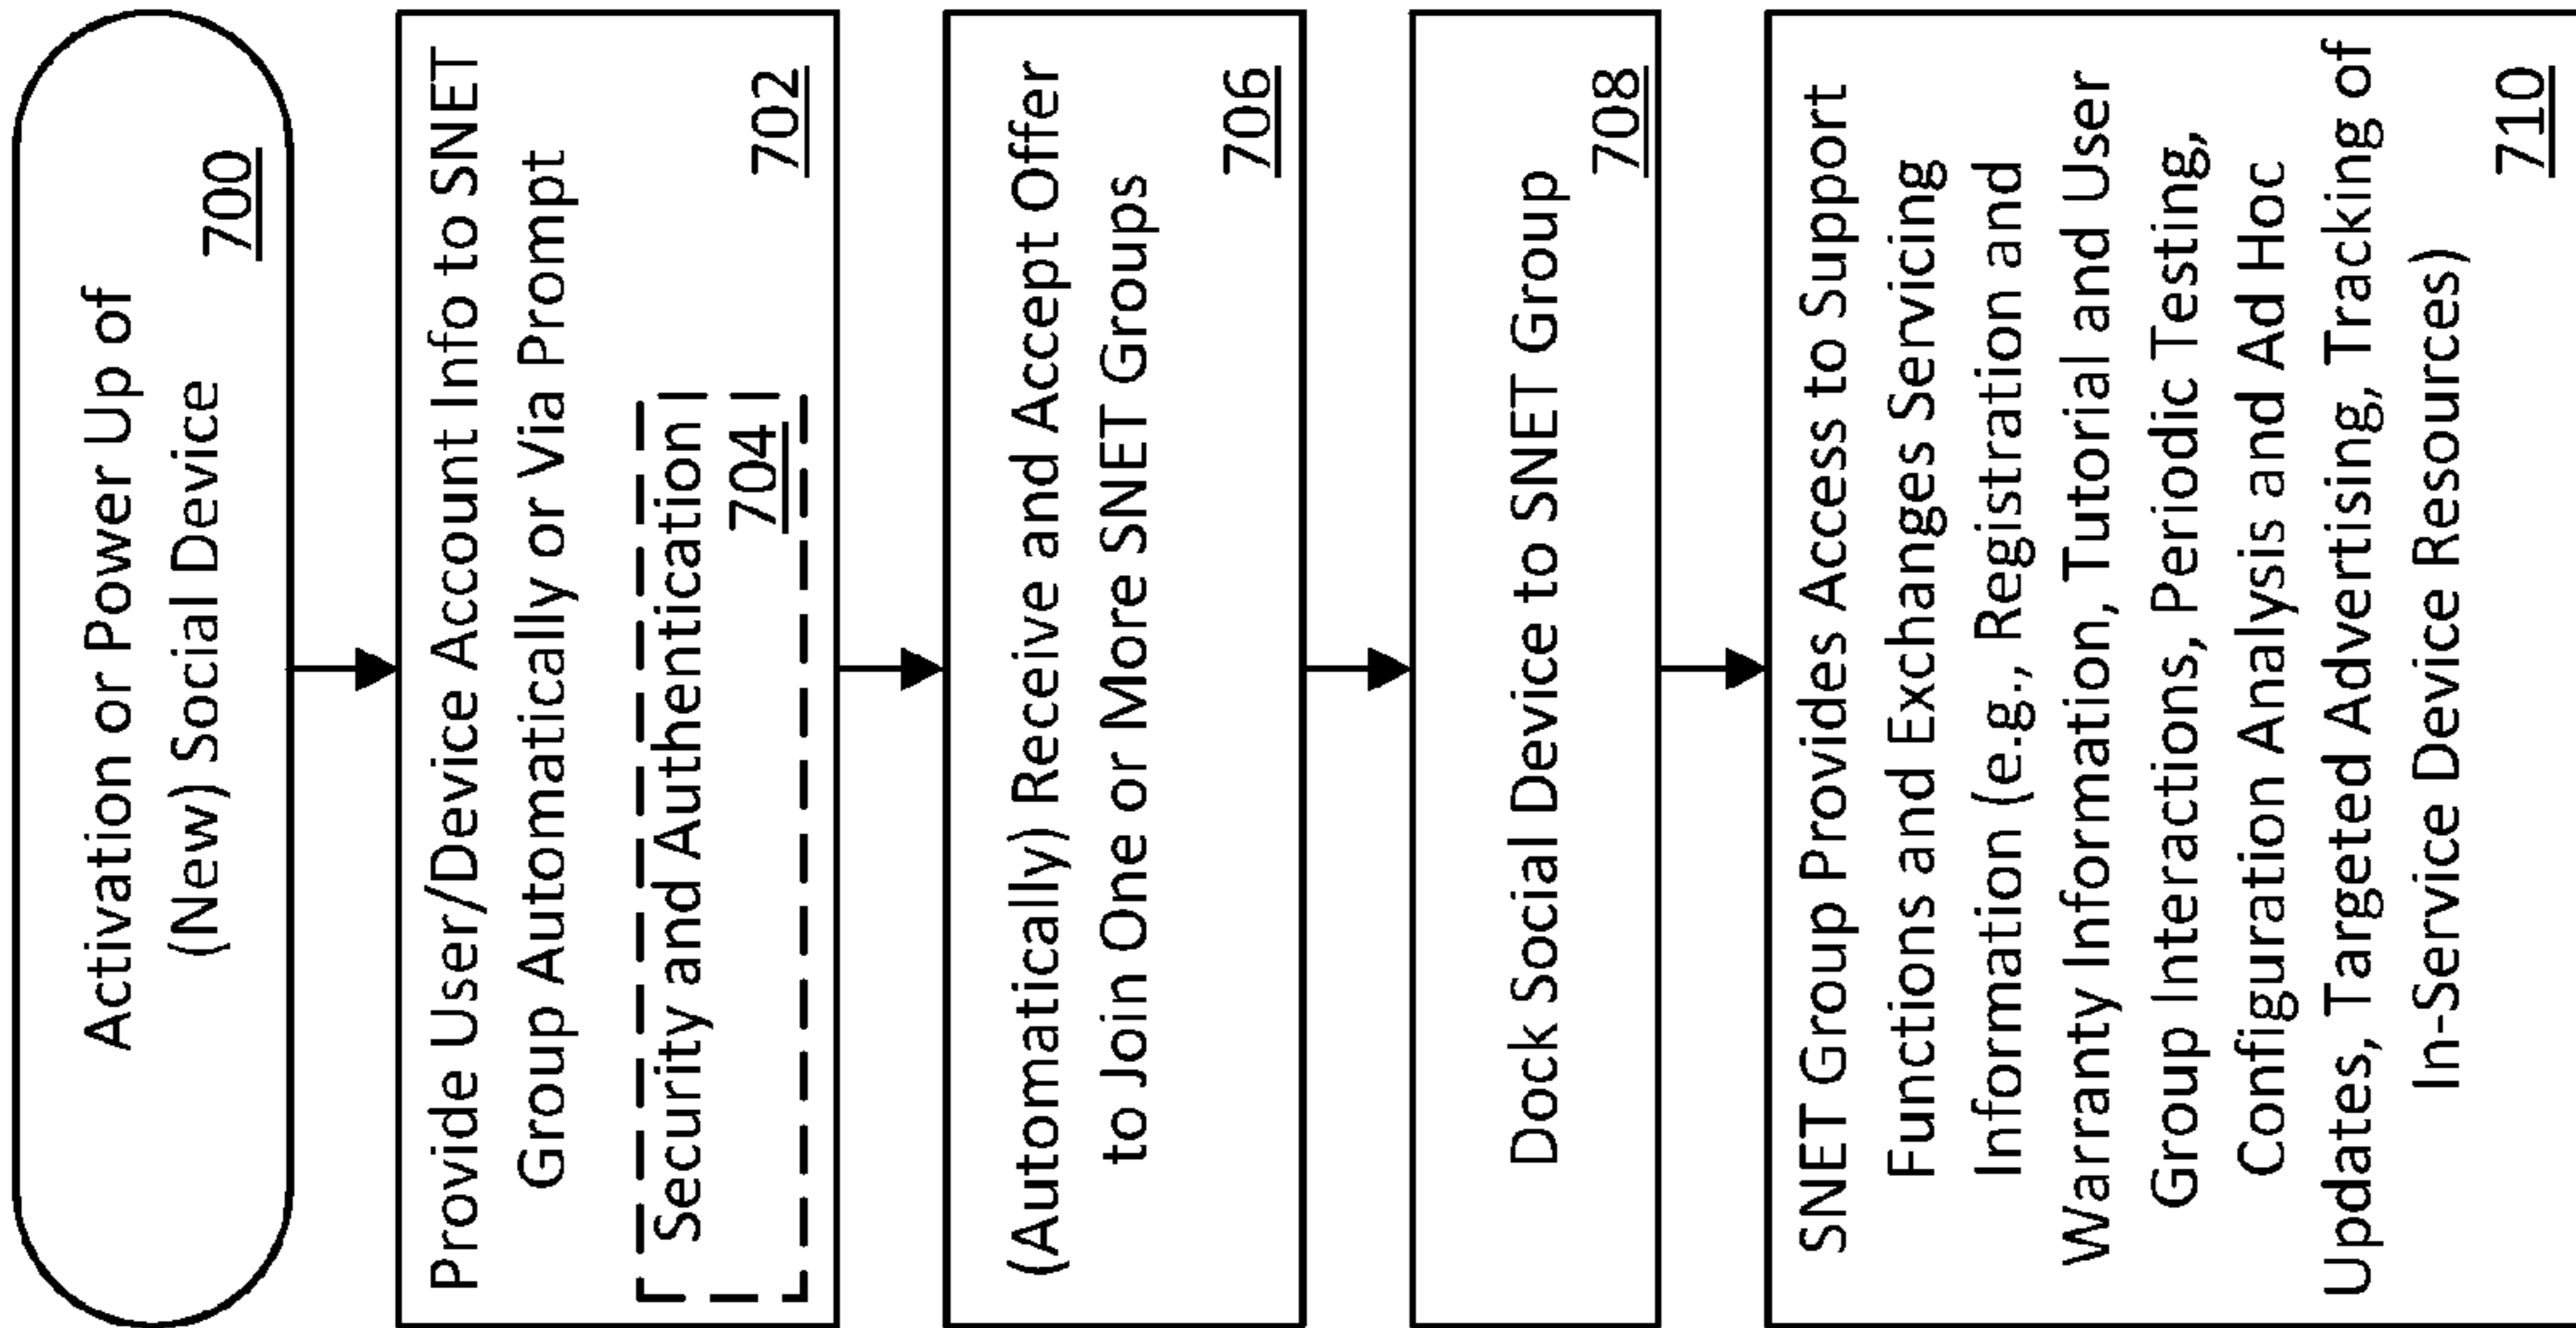 Activation or Power Up of
(New) Social Device
700
Provide User/Device Account Info to SNET
Group Automatically or Via Prompt
Security and Authentication
704
702
(Automatically) Receive and Accept Offer
to Join One or More SNET Groups
706
Dock Social Device to SNET Group
708
SNET Group Provides Access to Support
Functions and Exchanges Servicing
Information (e.g., Registration and
Warranty Information, Tutorial and User
Group Interactions, Periodic Testing,
Configuration Analysis and Ad Hoc
Updates, Targeted Advertising, Tracking of
In-Service Device Resources)
710